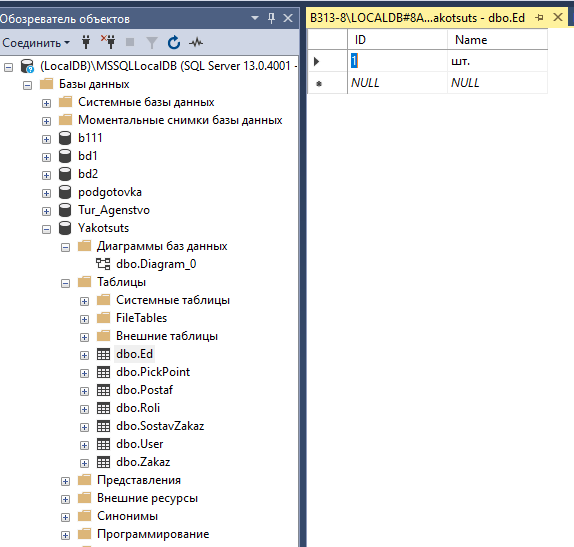 Обозреватель объектов
Соединить
(LocalDB)\MSSQLLocalDB (SQL Server 13.0.4001 -
Базы данных
Системные базы данных
Моментальные снимки базы данных
b111
bd1
bd2
podgotovka
Tur_Agenstvo
Yakotsuts
Диаграммы баз данных
dbo.Diagram_0
Таблицы
Системные таблицы
FileTables
Внешние таблицы
dbo.Ed
dbo.PickPoint
dbo.Postaf
dbo.Roli
dbo.SostavZakaz
dbo.User
dbo.Zakaz
Представления
Внешние ресурсы
Синонимы
Программирование
B313-8\LOCALDB#8A...akotsuts - dbo.Ed
ID Name
1 шт.
NULL NULL